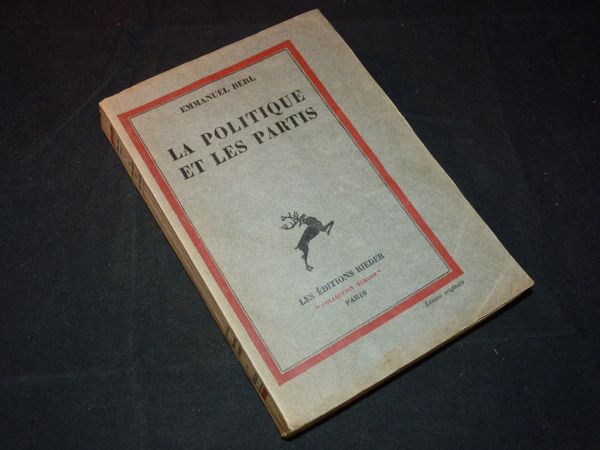 EMMANUEL BERL
LA POLITIQUE
ET LES PARTIS
LES ÉDITIONS RIEDER
"COLLECTION EUROPE"
PARIS
Édition originale